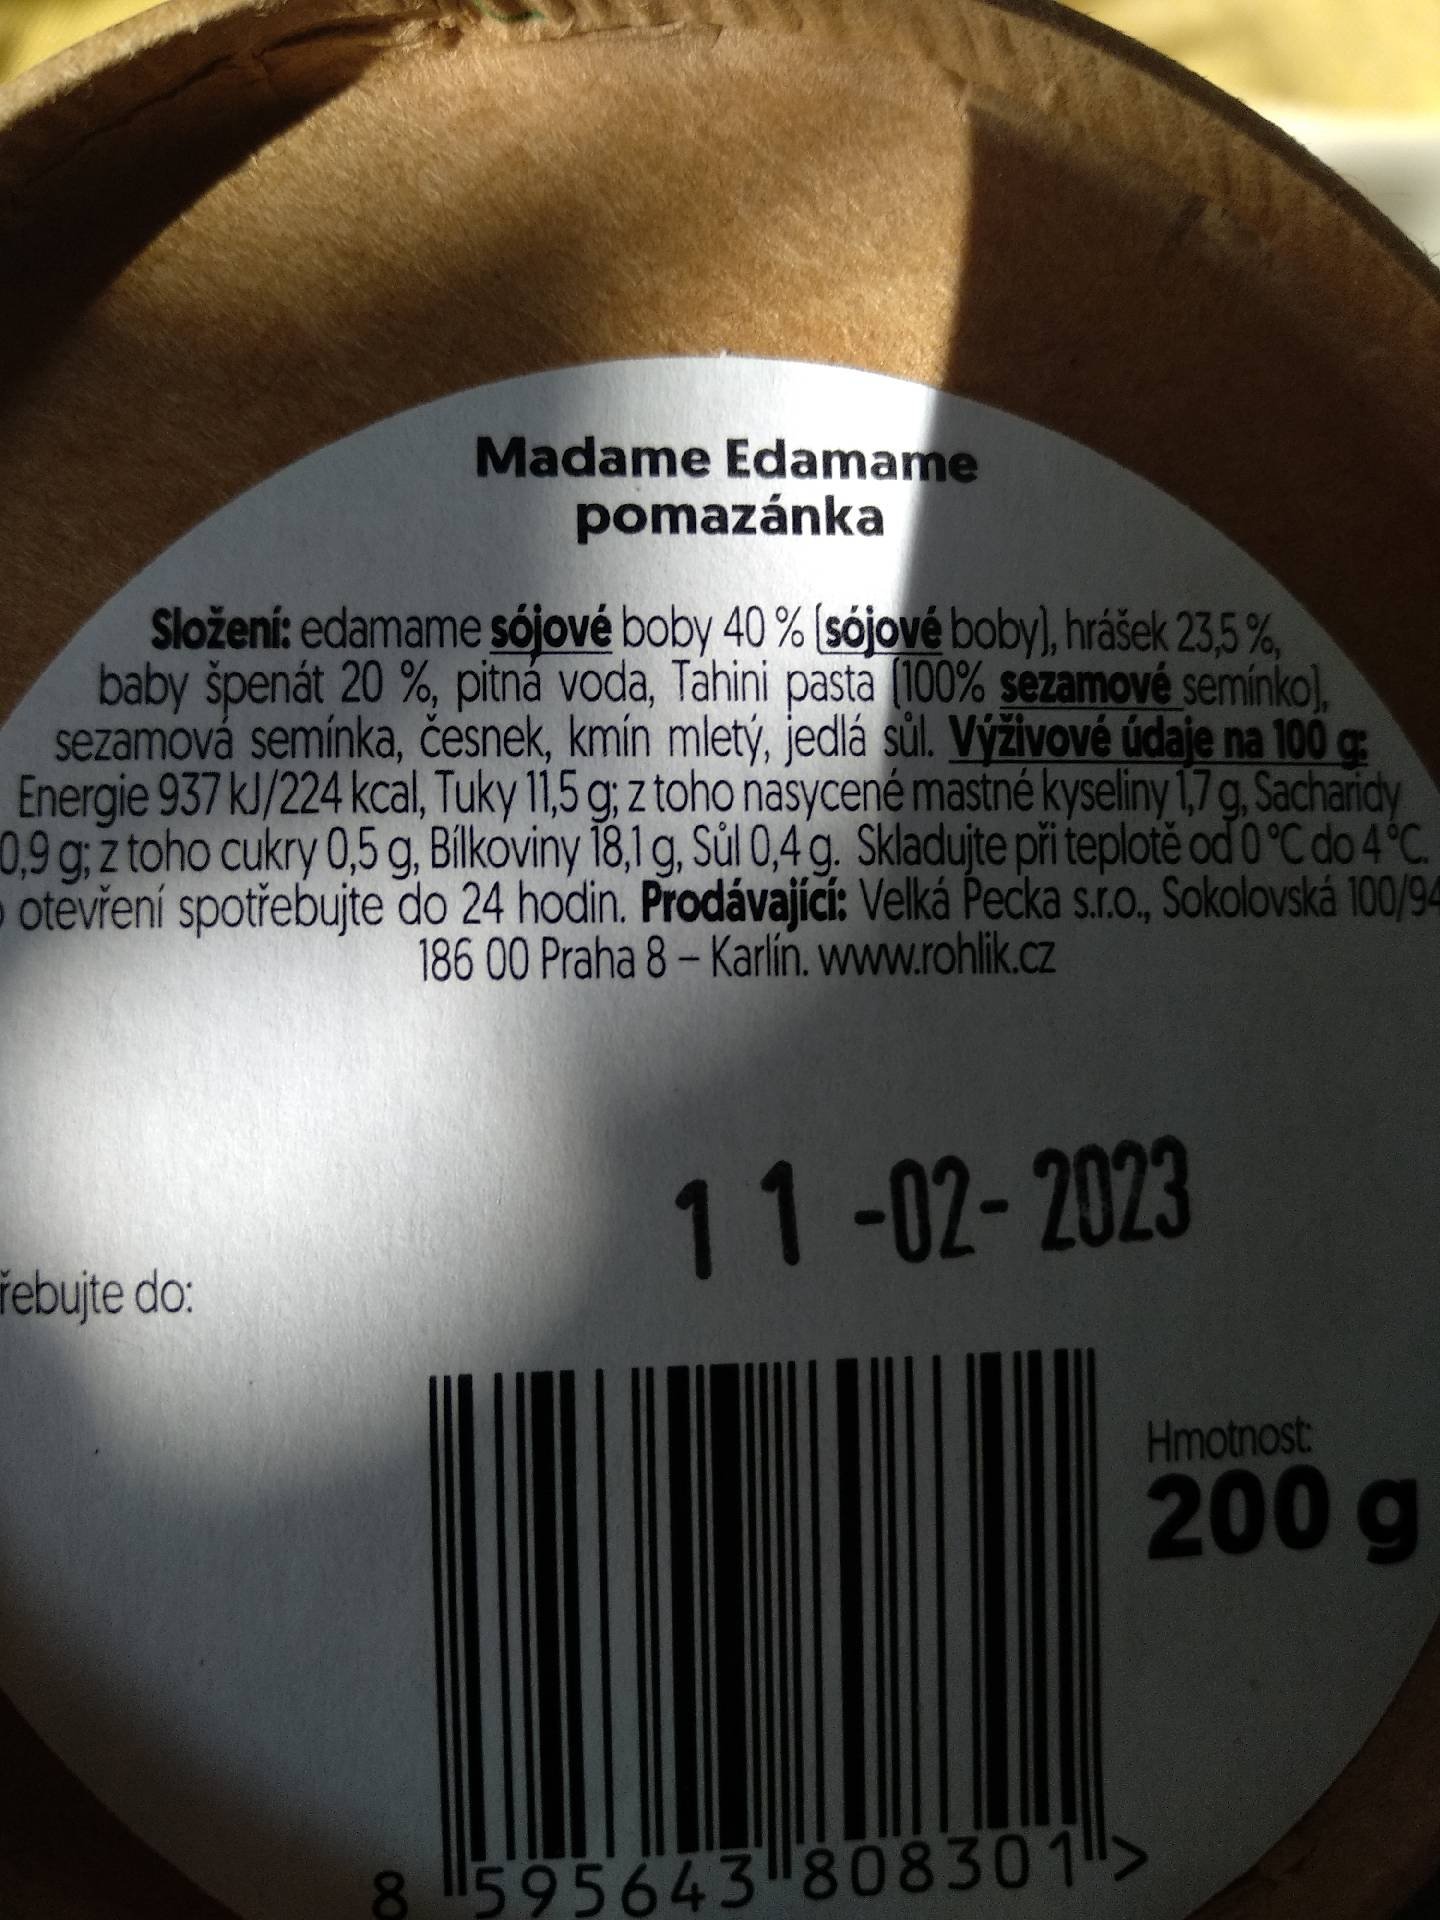 Madame Edamame
pomazánka
Složení: edamame sójové boby 40 % (sójové boby), hrášek 23,5 %,
baby špenát 20 %, pitná voda, Tahini pasta (100% sezamové semínko),
sezamová semínka, česnek, kmín mletý, jedlá sůl. Výživové údaje na 100 g:
Energie 937 kJ/224 kcal, Tuky 11,5 g; z toho nasycené mastné kyseliny 1,7 g, Sacharidy
0,9 g; z toho cukry 0,5 g, Bílkoviny 18,1 g, Sůl 0,4 g. Skladujte při teplotě od 0 °C do 4 °C.
otevření spotřebujte do 24 hodin. Prodávající: Velká Pecka s.r.o., Sokolovská 100/94
186 00 Praha 8 – Karlín. www.rohlik.cz
11-02-2023
řebujte do:
Hmotnost:
200 g
8 595643 808301 >